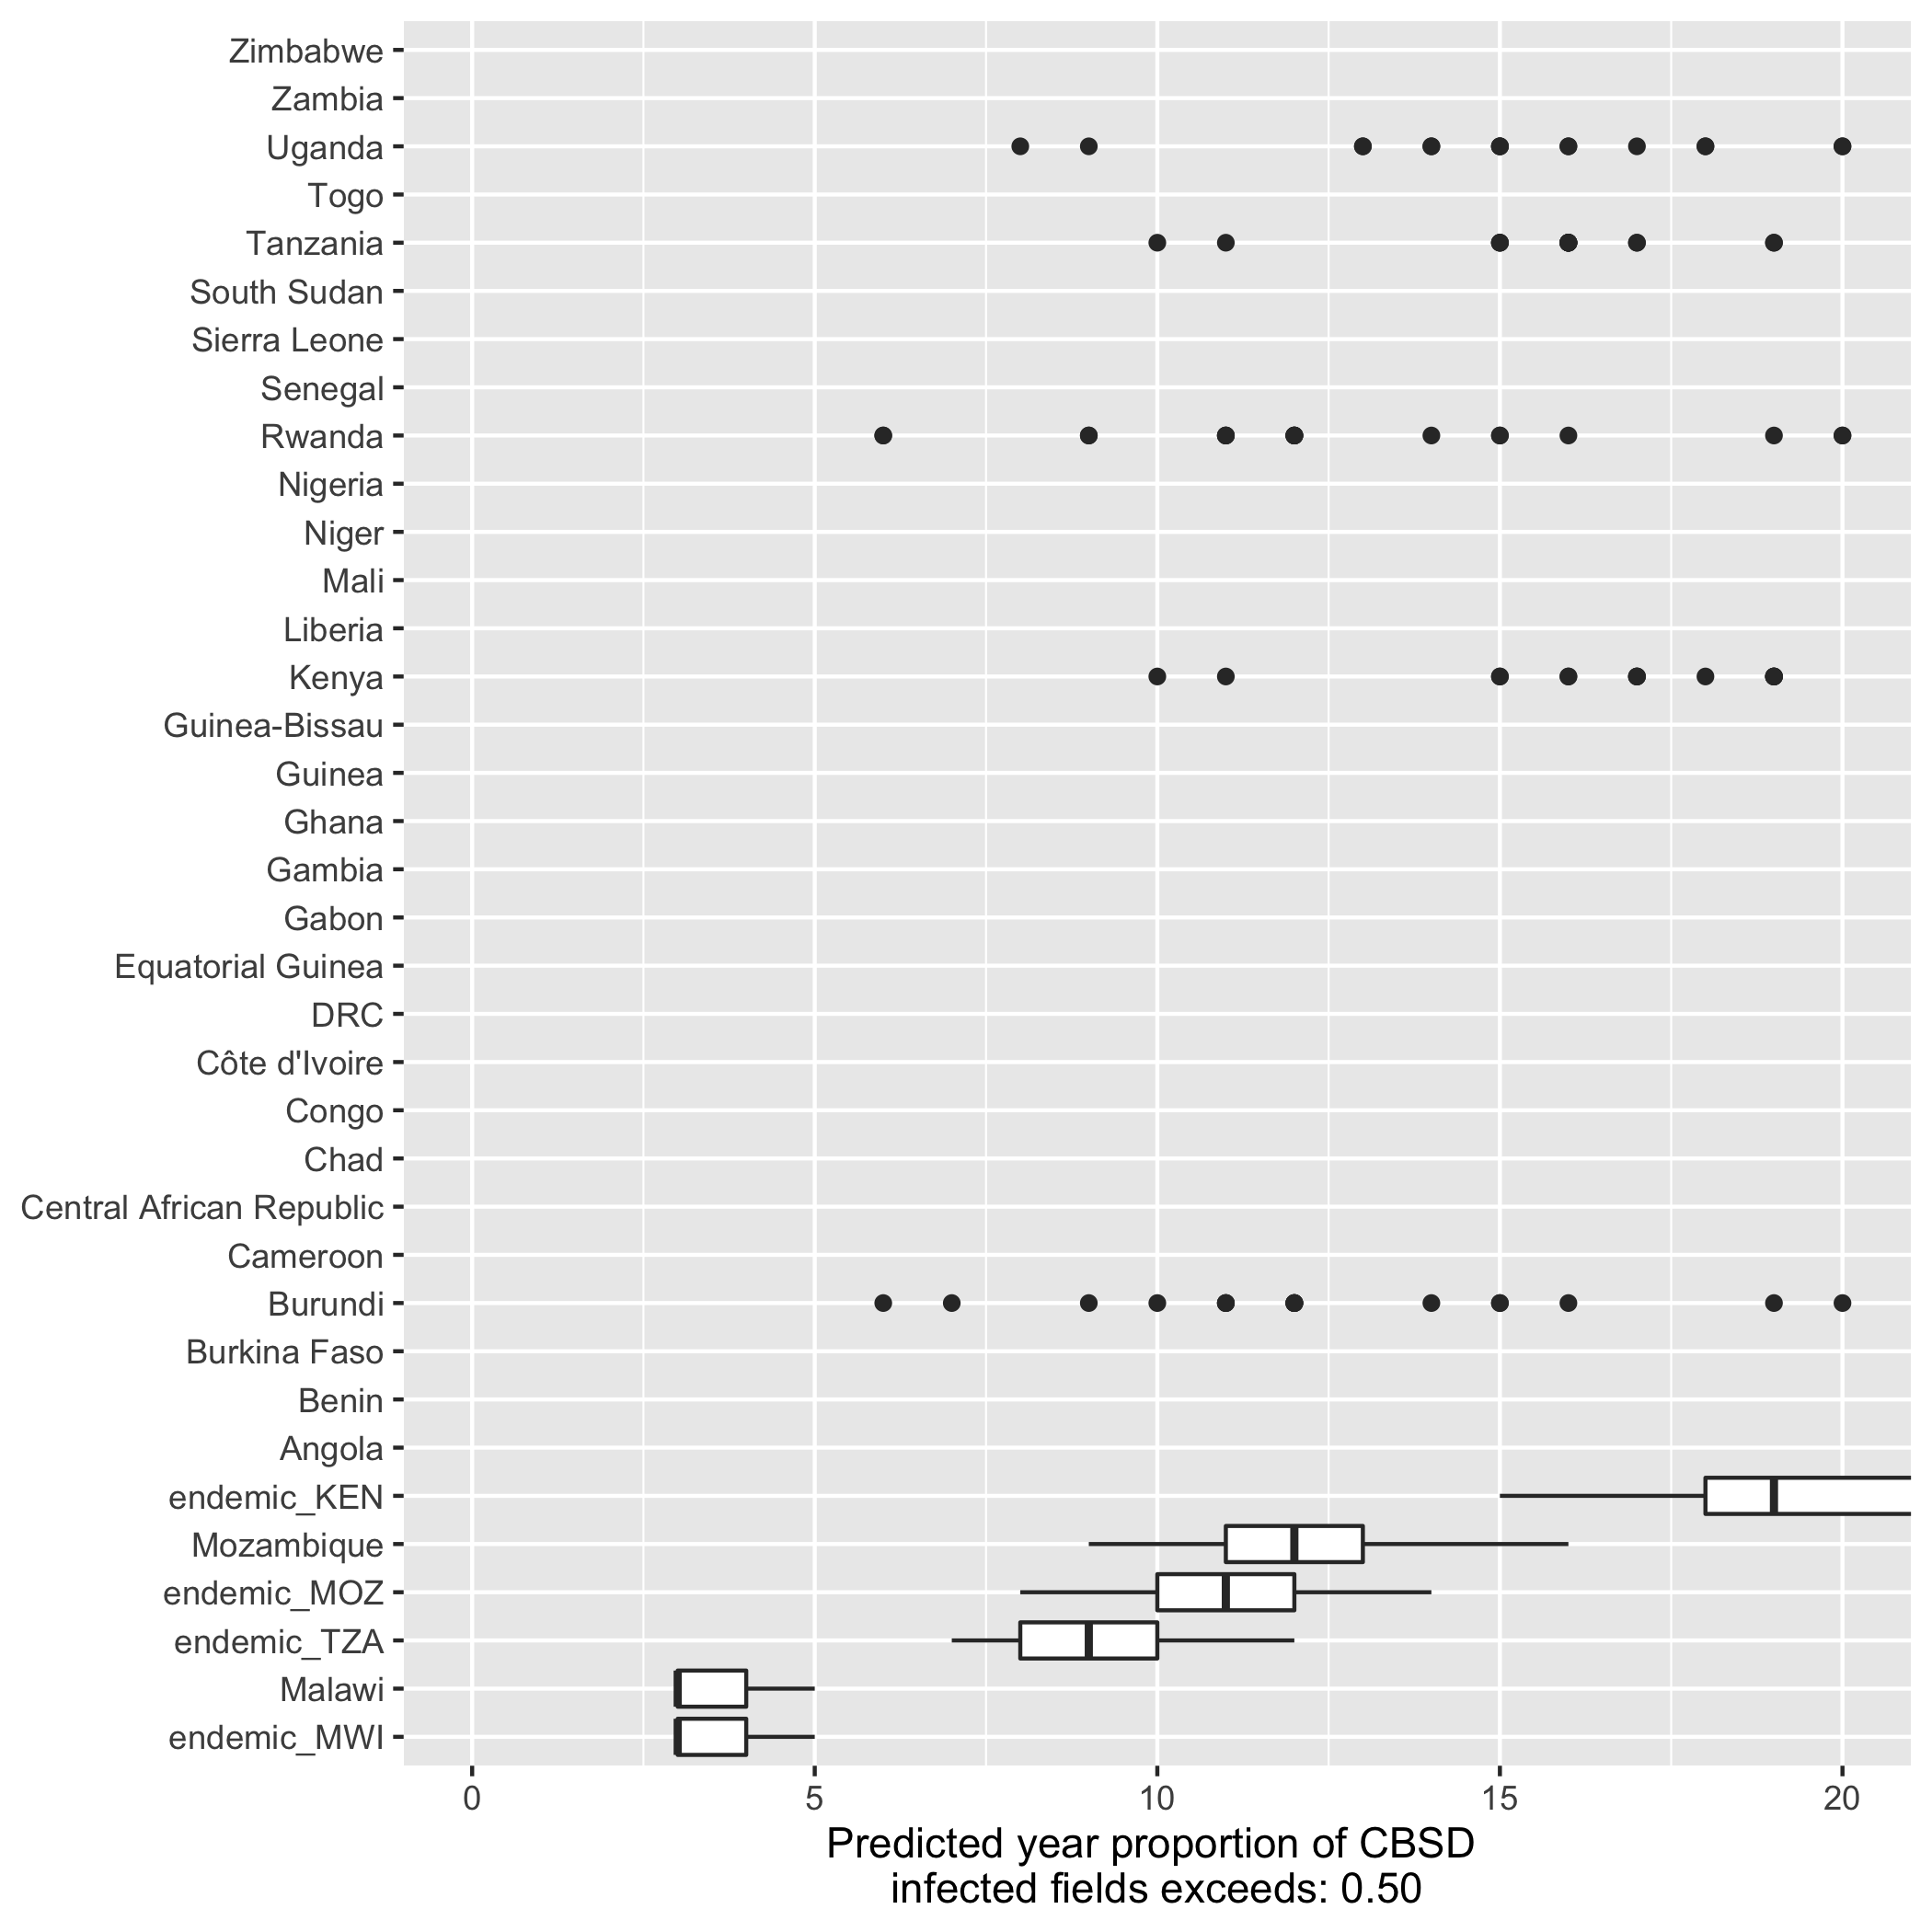 Zimbabwe
Zambia
Uganda
Togo
Tanzania
South Sudan
Sierra Leone
Senegal
Rwanda
Nigeria
Niger
Mali
Liberia
Kenya
Guinea-Bissau
Guinea
Ghana
Gambia
Gabon
Equatorial Guinea
DRC
Côte d'Ivoire
Congo
Chad
Central African Republic
Cameroon
Burundi
Burkina Faso
Benin
Angola
endemic_KEN
Mozambique
endemic_MOZ
endemic_TZA
Malawi
endemic_MWI
0 5 10 15 20
Predicted year proportion of CBSD
infected fields exceeds: 0.50